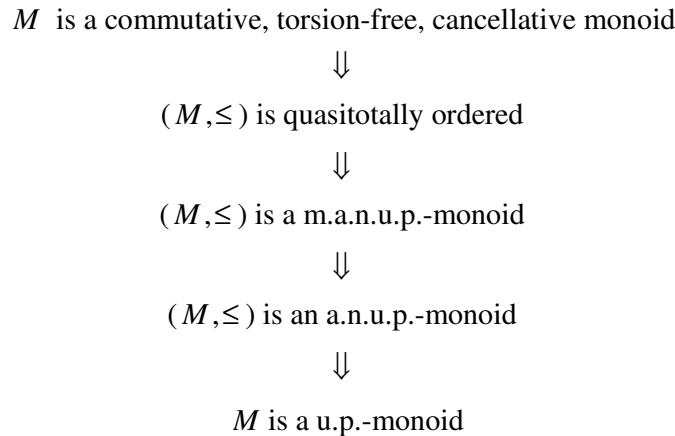 M is a commutative, torsion-free, cancellative monoid
⇓
(M,≤) is quasitotally ordered
⇓
(M,≤) is a m.a.n.u.p.-monoid
⇓
(M,≤) is an a.n.u.p.-monoid
⇓
M is a u.p.-monoid